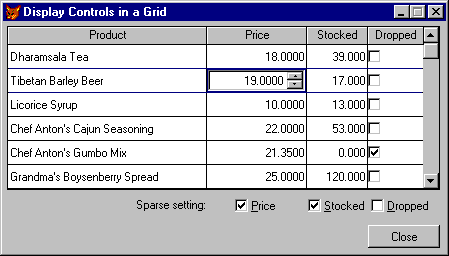 Display Controls in a Grid
Product Price Stocked Dropped
Dharamsala Tea 18.0000 39.000
Tibetan Barley Beer 19.0000 17.000
Licorice Syrup 10.0000 13.000
Chef Anton's Cajun Seasoning 22.0000 53.000
Chef Anton's Gumbo Mix 21.3500 0.000
Grandma's Boysenberry Spread 25.0000 120.000
Sparse setting: Price Stocked Dropped
Close